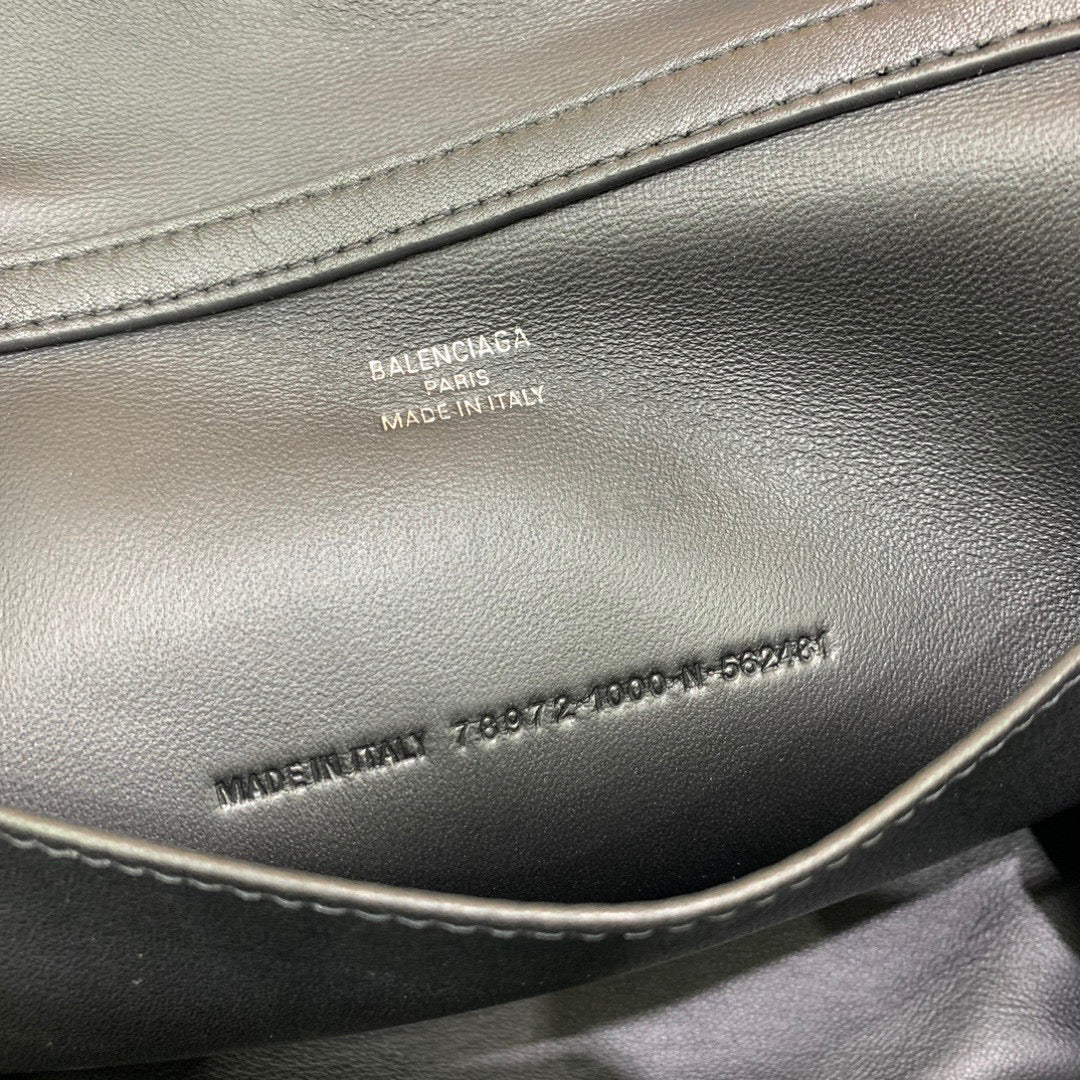 BALENCIAGA
PARIS
MADE IN ITALY
MADE IN ITALY 78972·1000·N·562481